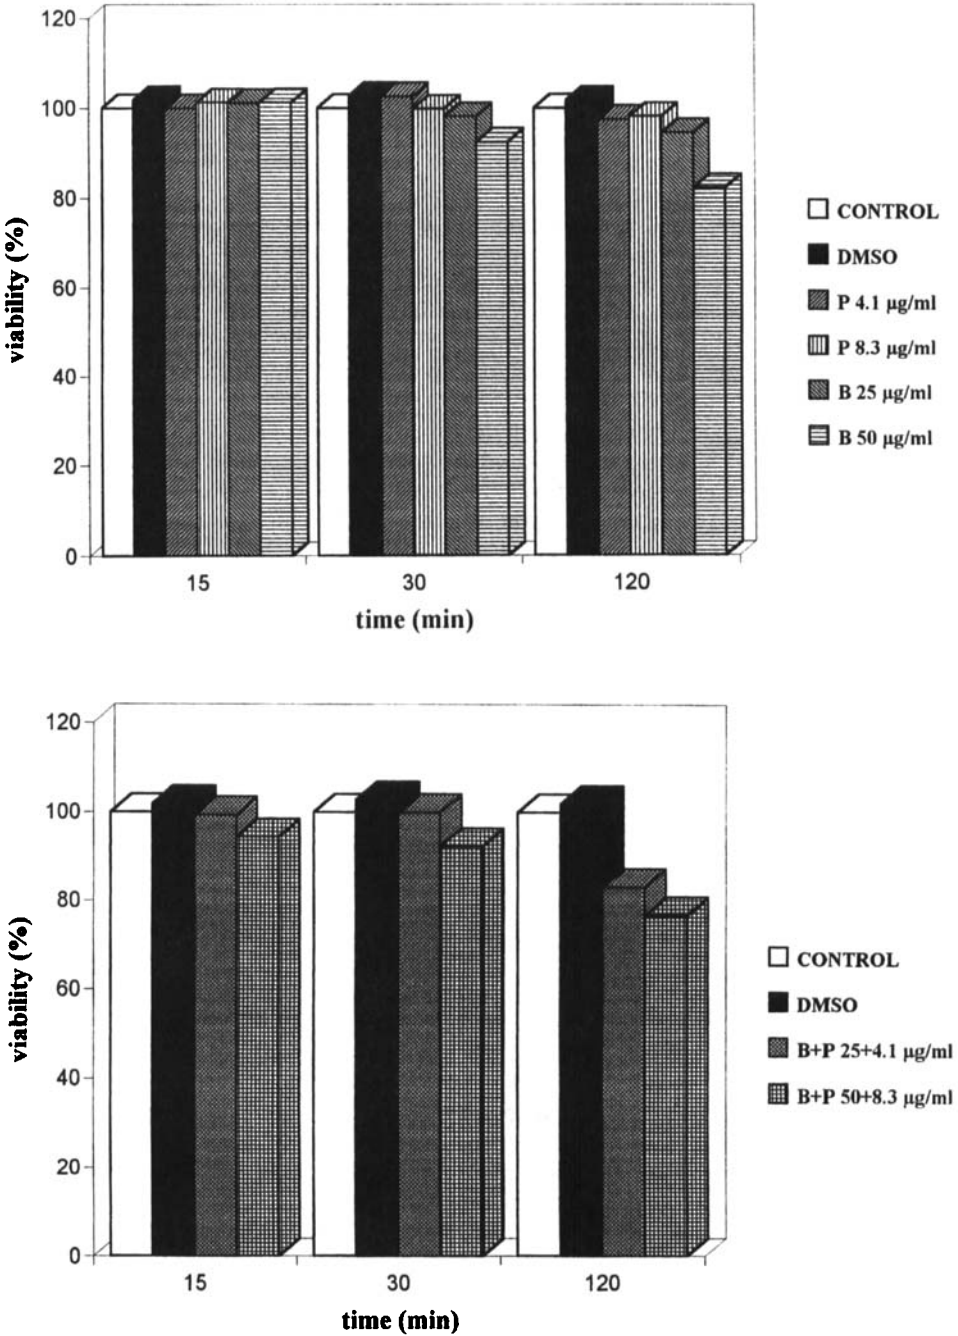 120
100
80
60
40
20
0
viability (%)
15 30 120
time (min)
CONTROL
DMSO
P 4.1 µg/ml
P 8.3 µg/ml
B 25 µg/ml
B 50 µg/ml
120
100
80
60
40
20
0
viability (%)
15 30 120
time (min)
CONTROL
DMSO
B+P 25+4.1 µg/ml
B+P 50+8.3 µg/ml